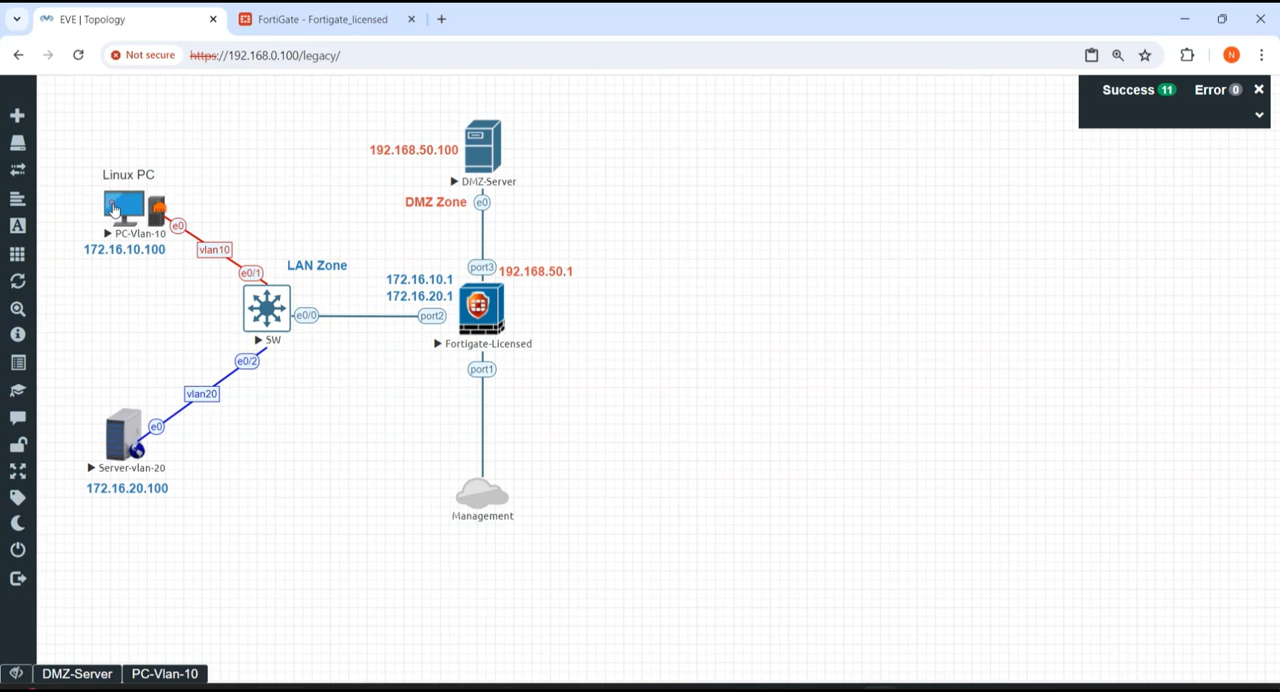 EVE | Topology
FortiGate - Fortigate_licensed
Not secure
https://192.168.0.100/legacy/
N
Success 11 Error 0
192.168.50.100
DMZ-Server
DMZ Zone
e0
Linux PC
PC-Vlan-10
172.16.10.100
e0
vlan10
e0/1
LAN Zone
port3
192.168.50.1
172.16.10.1
172.16.20.1
e0/0
port2
SW
Fortigate-Licensed
e0/2
port1
vlan20
e0
Server-vlan-20
172.16.20.100
Management
DMZ-Server
PC-Vlan-10